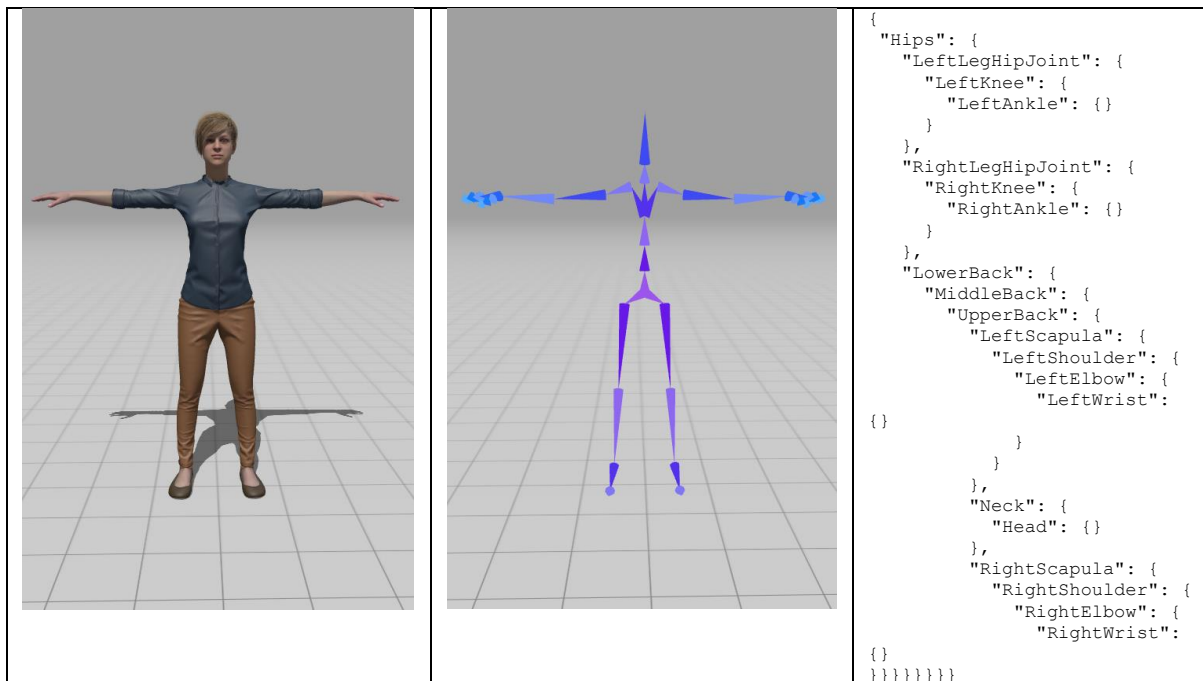 {
 "Hips": {
   "LeftLegHipJoint": {
     "LeftKnee": {
       "LeftAnkle": {}
     }
   },
   "RightLegHipJoint": {
     "RightKnee": {
       "RightAnkle": {}
     }
   },
   "LowerBack": {
     "MiddleBack": {
       "UpperBack": {
         "LeftScapula": {
           "LeftShoulder": {
             "LeftElbow": {
               "LeftWrist":
{}
             }
           }
         },
         "Neck": {
           "Head": {}
         },
         "RightScapula": {
           "RightShoulder": {
             "RightElbow": {
               "RightWrist":
{}
}}}}}}}}